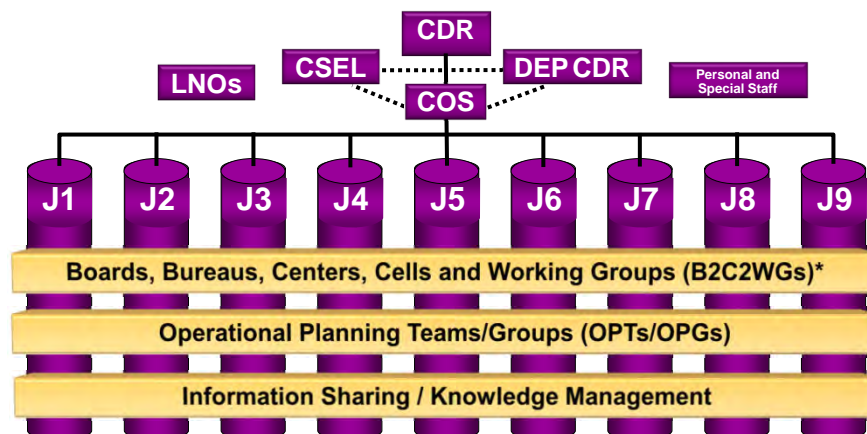 CDR
CSEL
DEP CDR
LNOs
Personal and
Special Staff
COS
J1 J2 J3 J4 J5 J6 J7 J8 J9
Boards, Bureaus, Centers, Cells and Working Groups (B2C2WGs)*
Operational Planning Teams/Groups (OPTs/OPGs)
Information Sharing / Knowledge Management